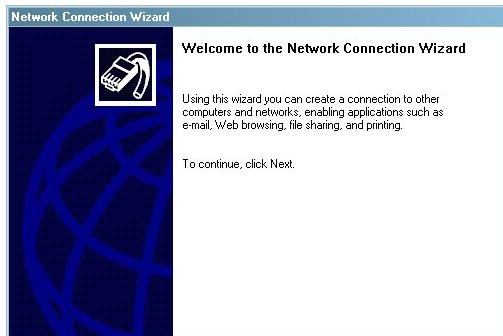 Network Connection Wizard
Welcome to the Network Connection Wizard
Using this wizard you can create a connection to other
computers and networks, enabling applications such as
e-mail, Web browsing, file sharing, and printing.
To continue, click Next.